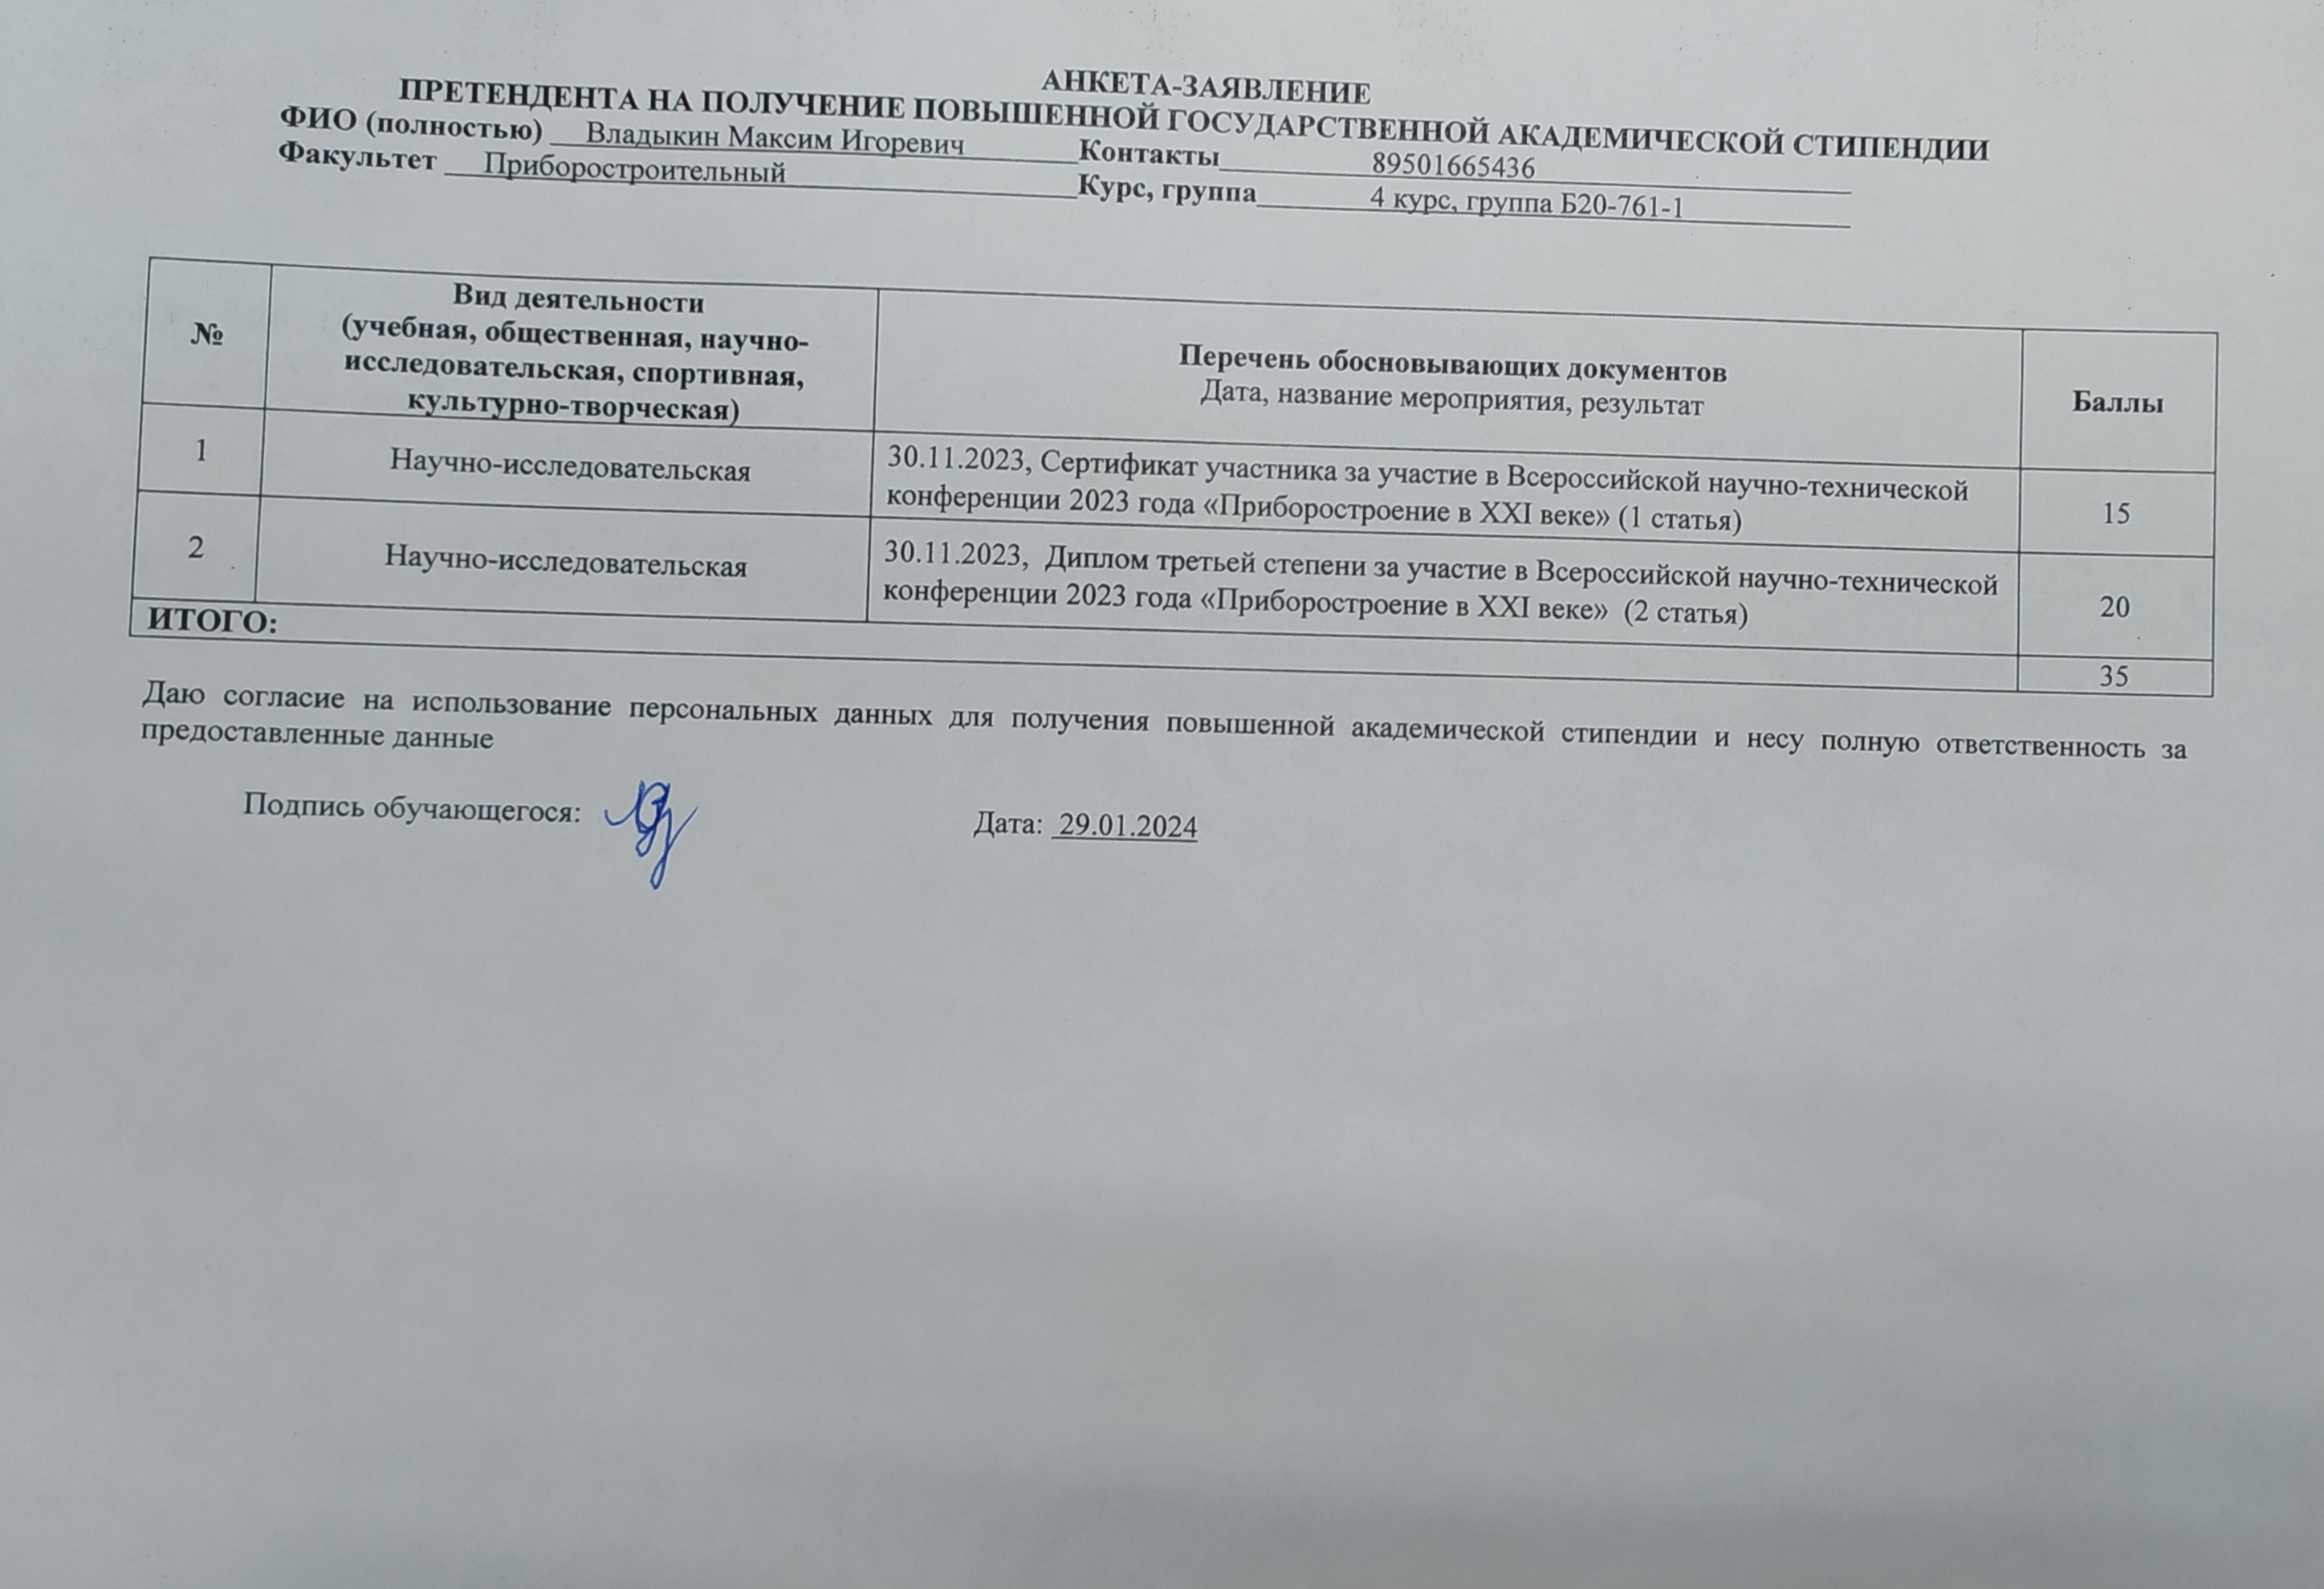 АНКЕТА-ЗАЯВЛЕНИЕ
ПРЕТЕНДЕНТА НА ПОЛУЧЕНИЕ ПОВЫШЕННОЙ ГОСУДАРСТВЕННОЙ АКАДЕМИЧЕСКОЙ СТИПЕНДИИ
ФИО (полностью) Владыкин Максим Игоревич Контакты 89501665436
Факультет Приборостроительный Курс, группа 4 курс, группа Б20-761-1
№
Вид деятельности
(учебная, общественная, научно-
исследовательская, спортивная,
культурно-творческая)
Перечень обосновывающих документов
Дата, название мероприятия, результат
Баллы
1
Научно-исследовательская
30.11.2023, Сертификат участника за участие в Всероссийской научно-технической
конференции 2023 года «Приборостроение в XXI веке» (1 статья)
15
2
Научно-исследовательская
30.11.2023, Диплом третьей степени за участие в Всероссийской научно-технической
конференции 2023 года «Приборостроение в XXI веке» (2 статья)
20
ИТОГО:
35
Даю согласие на использование персональных данных для получения повышенной академической стипендии и несу полную ответственность за
предоставленные данные
Подпись обучающегося: Дата: 29.01.2024